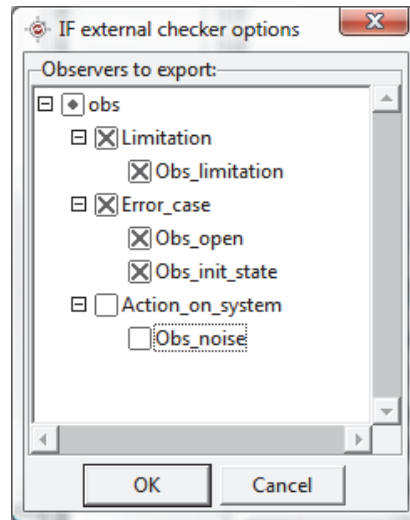 IF external checker options
Observers to export:
obs
Limitation
Obs_limitation
Error_case
Obs_open
Obs_init_state
Action_on_system
Obs_noise
OK
Cancel